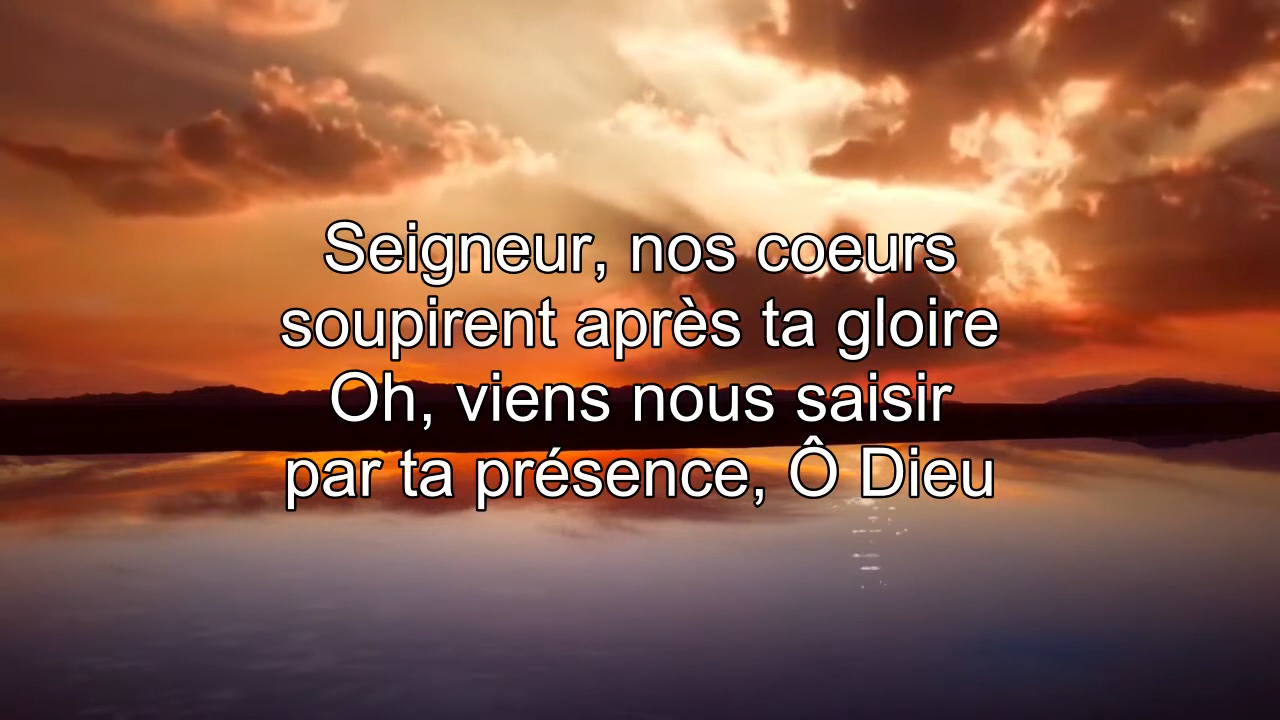 Seigneur, nos coeurs
soupirent après ta gloire
Oh, viens nous saisir
par ta présence, Ô Dieu